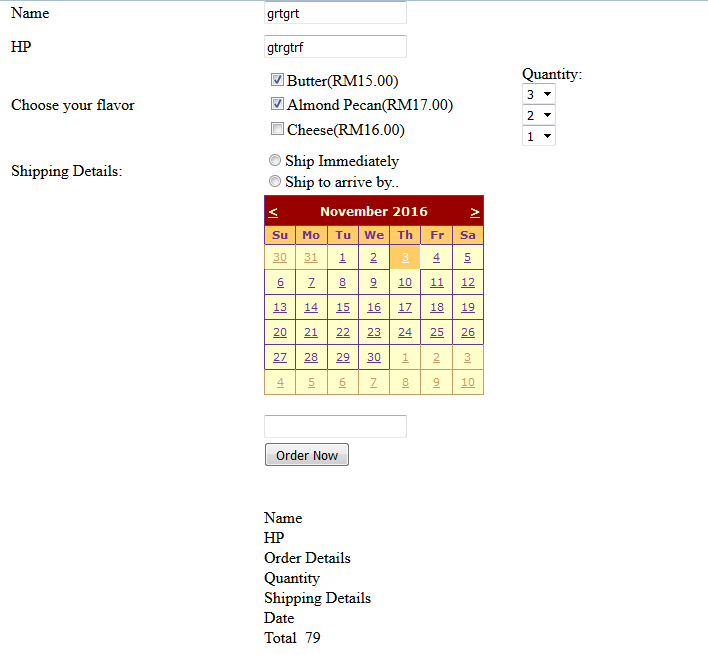 Name grtgrt
HP gtrgtrf
Quantity:
Butter(RM15.00) 3
Choose your flavor Almond Pecan(RM17.00) 2
Cheese(RM16.00) 1
Shipping Details: Ship Immediately
Ship to arrive by..
< November 2016 >
Su Mo Tu We Th Fr Sa
30 31 1 2 3 4 5
6 7 8 9 10 11 12
13 14 15 16 17 18 19
20 21 22 23 24 25 26
27 28 29 30 1 2 3
4 5 6 7 8 9 10
Order Now
Name
HP
Order Details
Quantity
Shipping Details
Date
Total 79